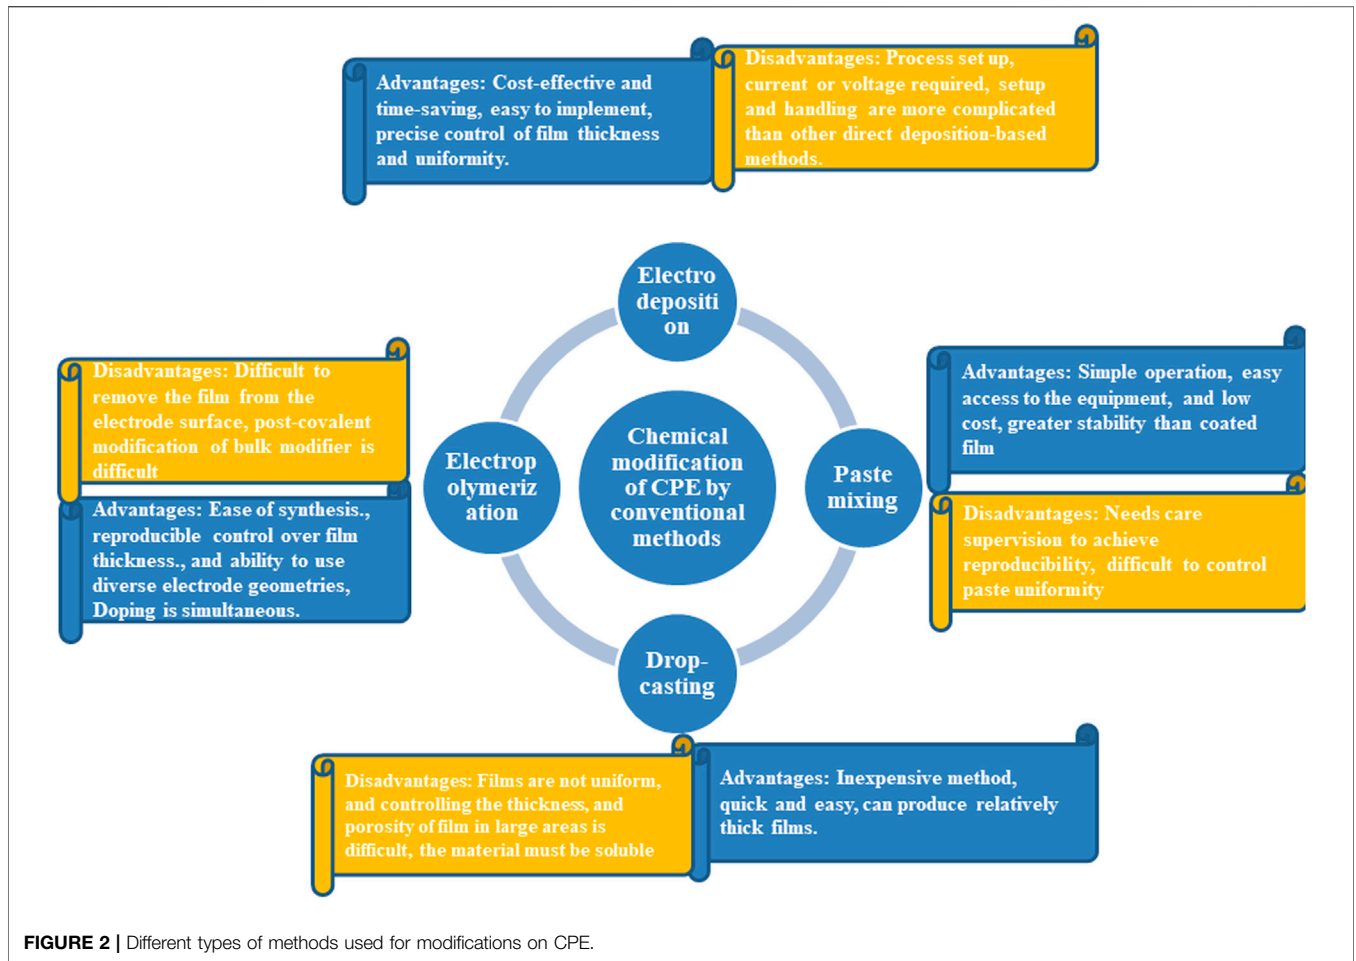 Advantages: Cost-effective and
time-saving, easy to implement,
precise control of film thickness
and uniformity.
Disadvantages: Process set up,
current or voltage required, setup
and handling are more complicated
than other direct deposition-based
methods.
Electro
depositi
on
Disadvantages: Difficult to
remove the film from the
electrode surface, post-covalent
modification of bulk modifier is
difficult
Advantages: Ease of synthesis.,
reproducible control over film
thickness., and ability to use
diverse electrode geometries,
Doping is simultaneous.
Electrop
olymeriz
ation
Chemical
modification
of CPE by
conventional
methods
Paste
mixing
Advantages: Simple operation, easy
access to the equipment, and low
cost, greater stability than coated
film
Disadvantages: Needs care
supervision to achieve
reproducibility, difficult to control
paste uniformity
Drop-
casting
Disadvantages: Films are not uniform,
and controlling the thickness, and
porosity of film in large areas is
difficult, the material must be soluble
Advantages: Inexpensive method,
quick and easy, can produce relatively
thick films.
FIGURE 2 | Different types of methods used for modifications on CPE.